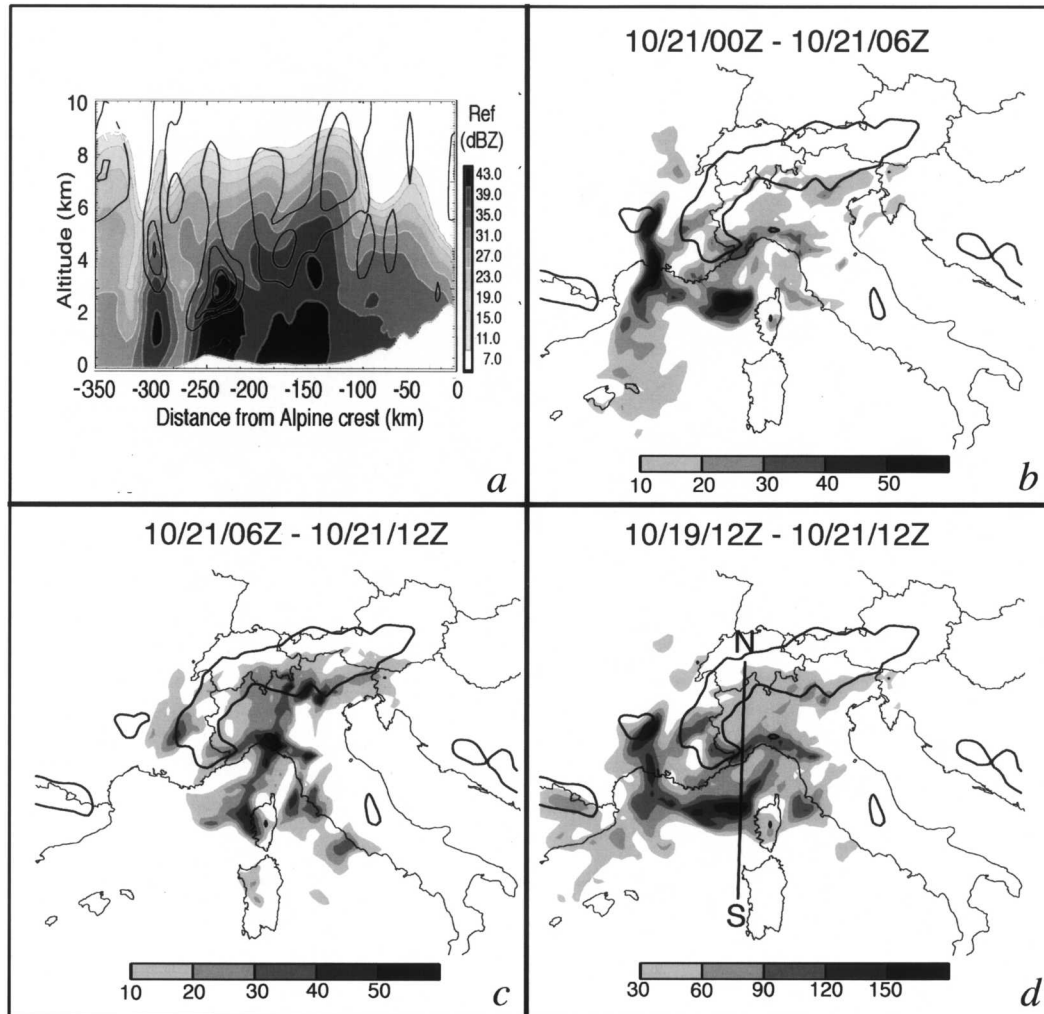 10
8
6
4
2
0
Altitude (km)
-350 -300 -250 -200 -150 -100 -50 0
Distance from Alpine crest (km)
Ref
(dBZ)
43.0
39.0
35.0
31.0
27.0
23.0
19.0
15.0
11.0
7.0
a
10/21/00Z - 10/21/06Z
10 20 30 40 50
b
10/21/06Z - 10/21/12Z
10 20 30 40 50
c
10/19/12Z - 10/21/12Z
N
S
30 60 90 120 150
d